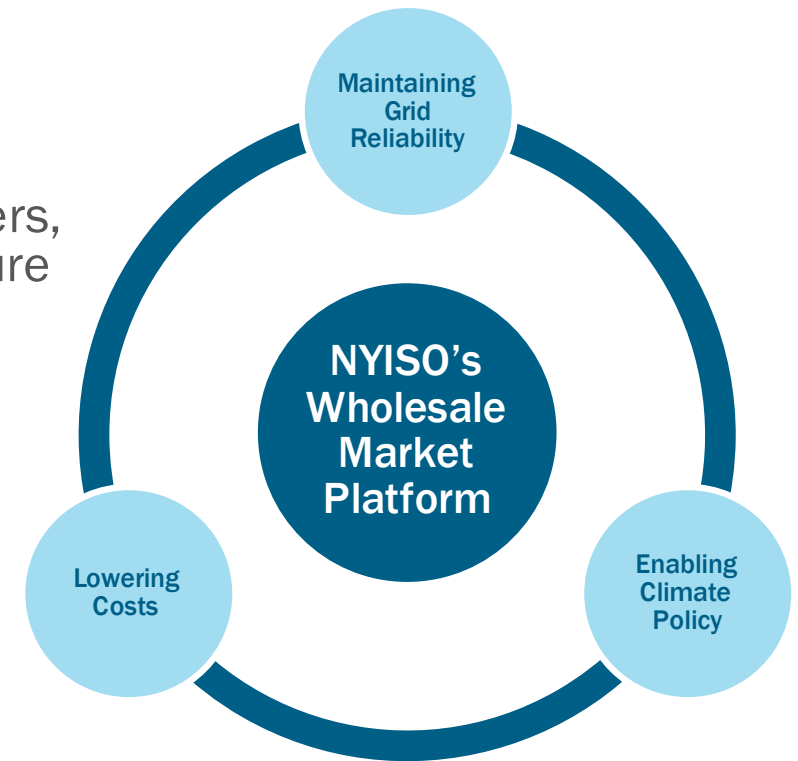 Maintaining
Grid
Reliability
NYISO's
Wholesale
Market
Platform
Lowering
Costs
Enabling
Climate
Policy